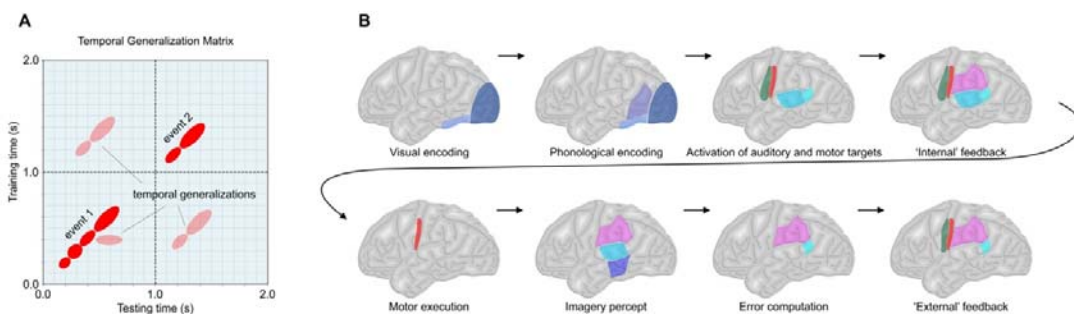 A
Temporal Generalization Matrix
2.0
1.0
0.0
Training time (s)
event 2
temporal generalizations
event 1
0.0 1.0 2.0
Testing time (s)
B
Visual encoding
Phonological encoding
Activation of auditory and motor targets
'Internal' feedback
Motor execution
Imagery percept
Error computation
'External' feedback